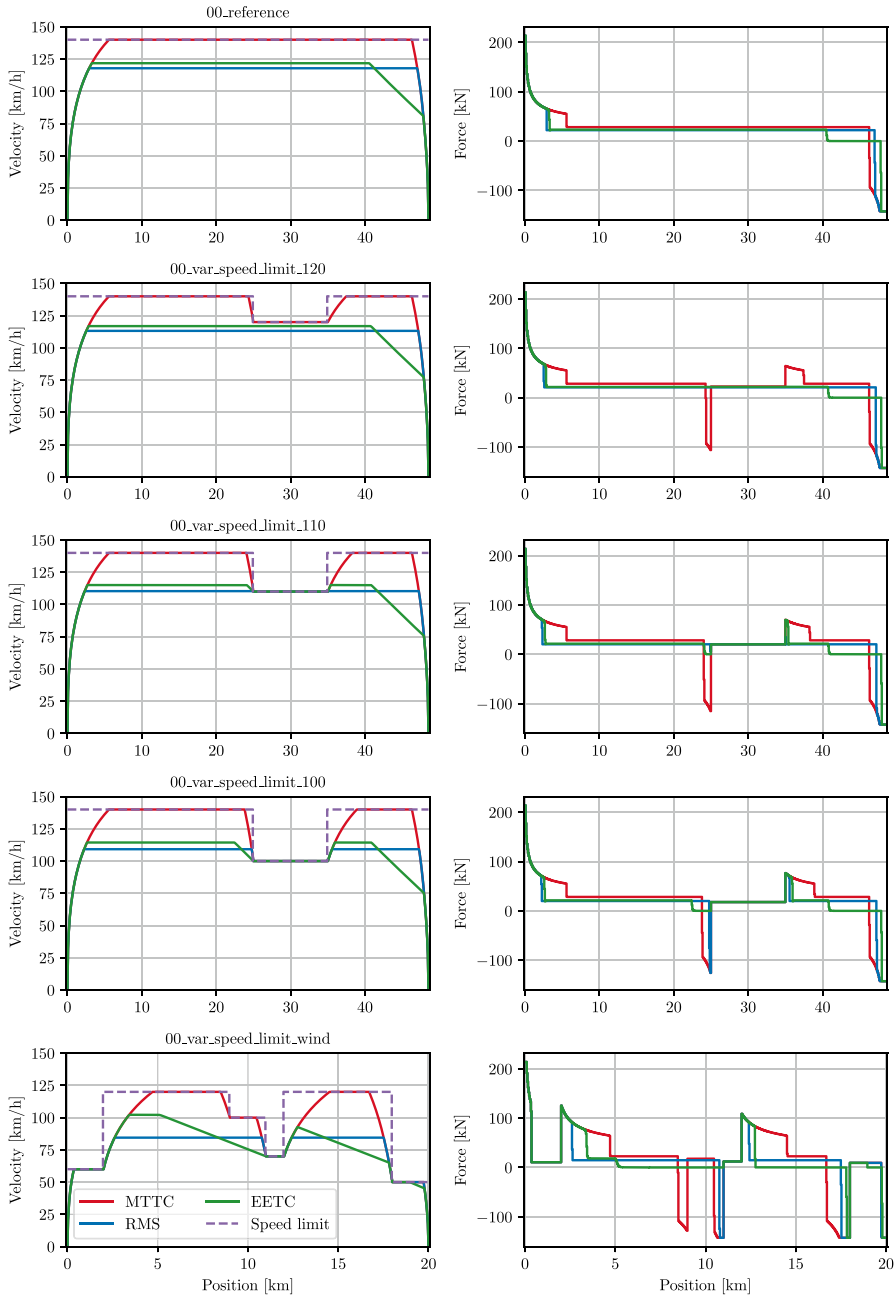 00_reference
150
125
100
75
50
25
0
Velocity [km/h]
0 10 20 30 40
200
100
0
−100
Force [kN]
0 10 20 30 40
00_var_speed_limit_120
150
125
100
75
50
25
0
Velocity [km/h]
0 10 20 30 40
200
100
0
−100
Force [kN]
0 10 20 30 40
00_var_speed_limit_110
150
125
100
75
50
25
0
Velocity [km/h]
0 10 20 30 40
200
100
0
−100
Force [kN]
0 10 20 30 40
00_var_speed_limit_100
150
125
100
75
50
25
0
Velocity [km/h]
0 10 20 30 40
200
100
0
−100
Force [kN]
0 10 20 30 40
00_var_speed_limit_wind
150
125
100
75
50
25
0
Velocity [km/h]
MTTC EETC
RMS Speed limit
0 5 10 15 20
Position [km]
200
100
0
−100
Force [kN]
0 5 10 15 20
Position [km]